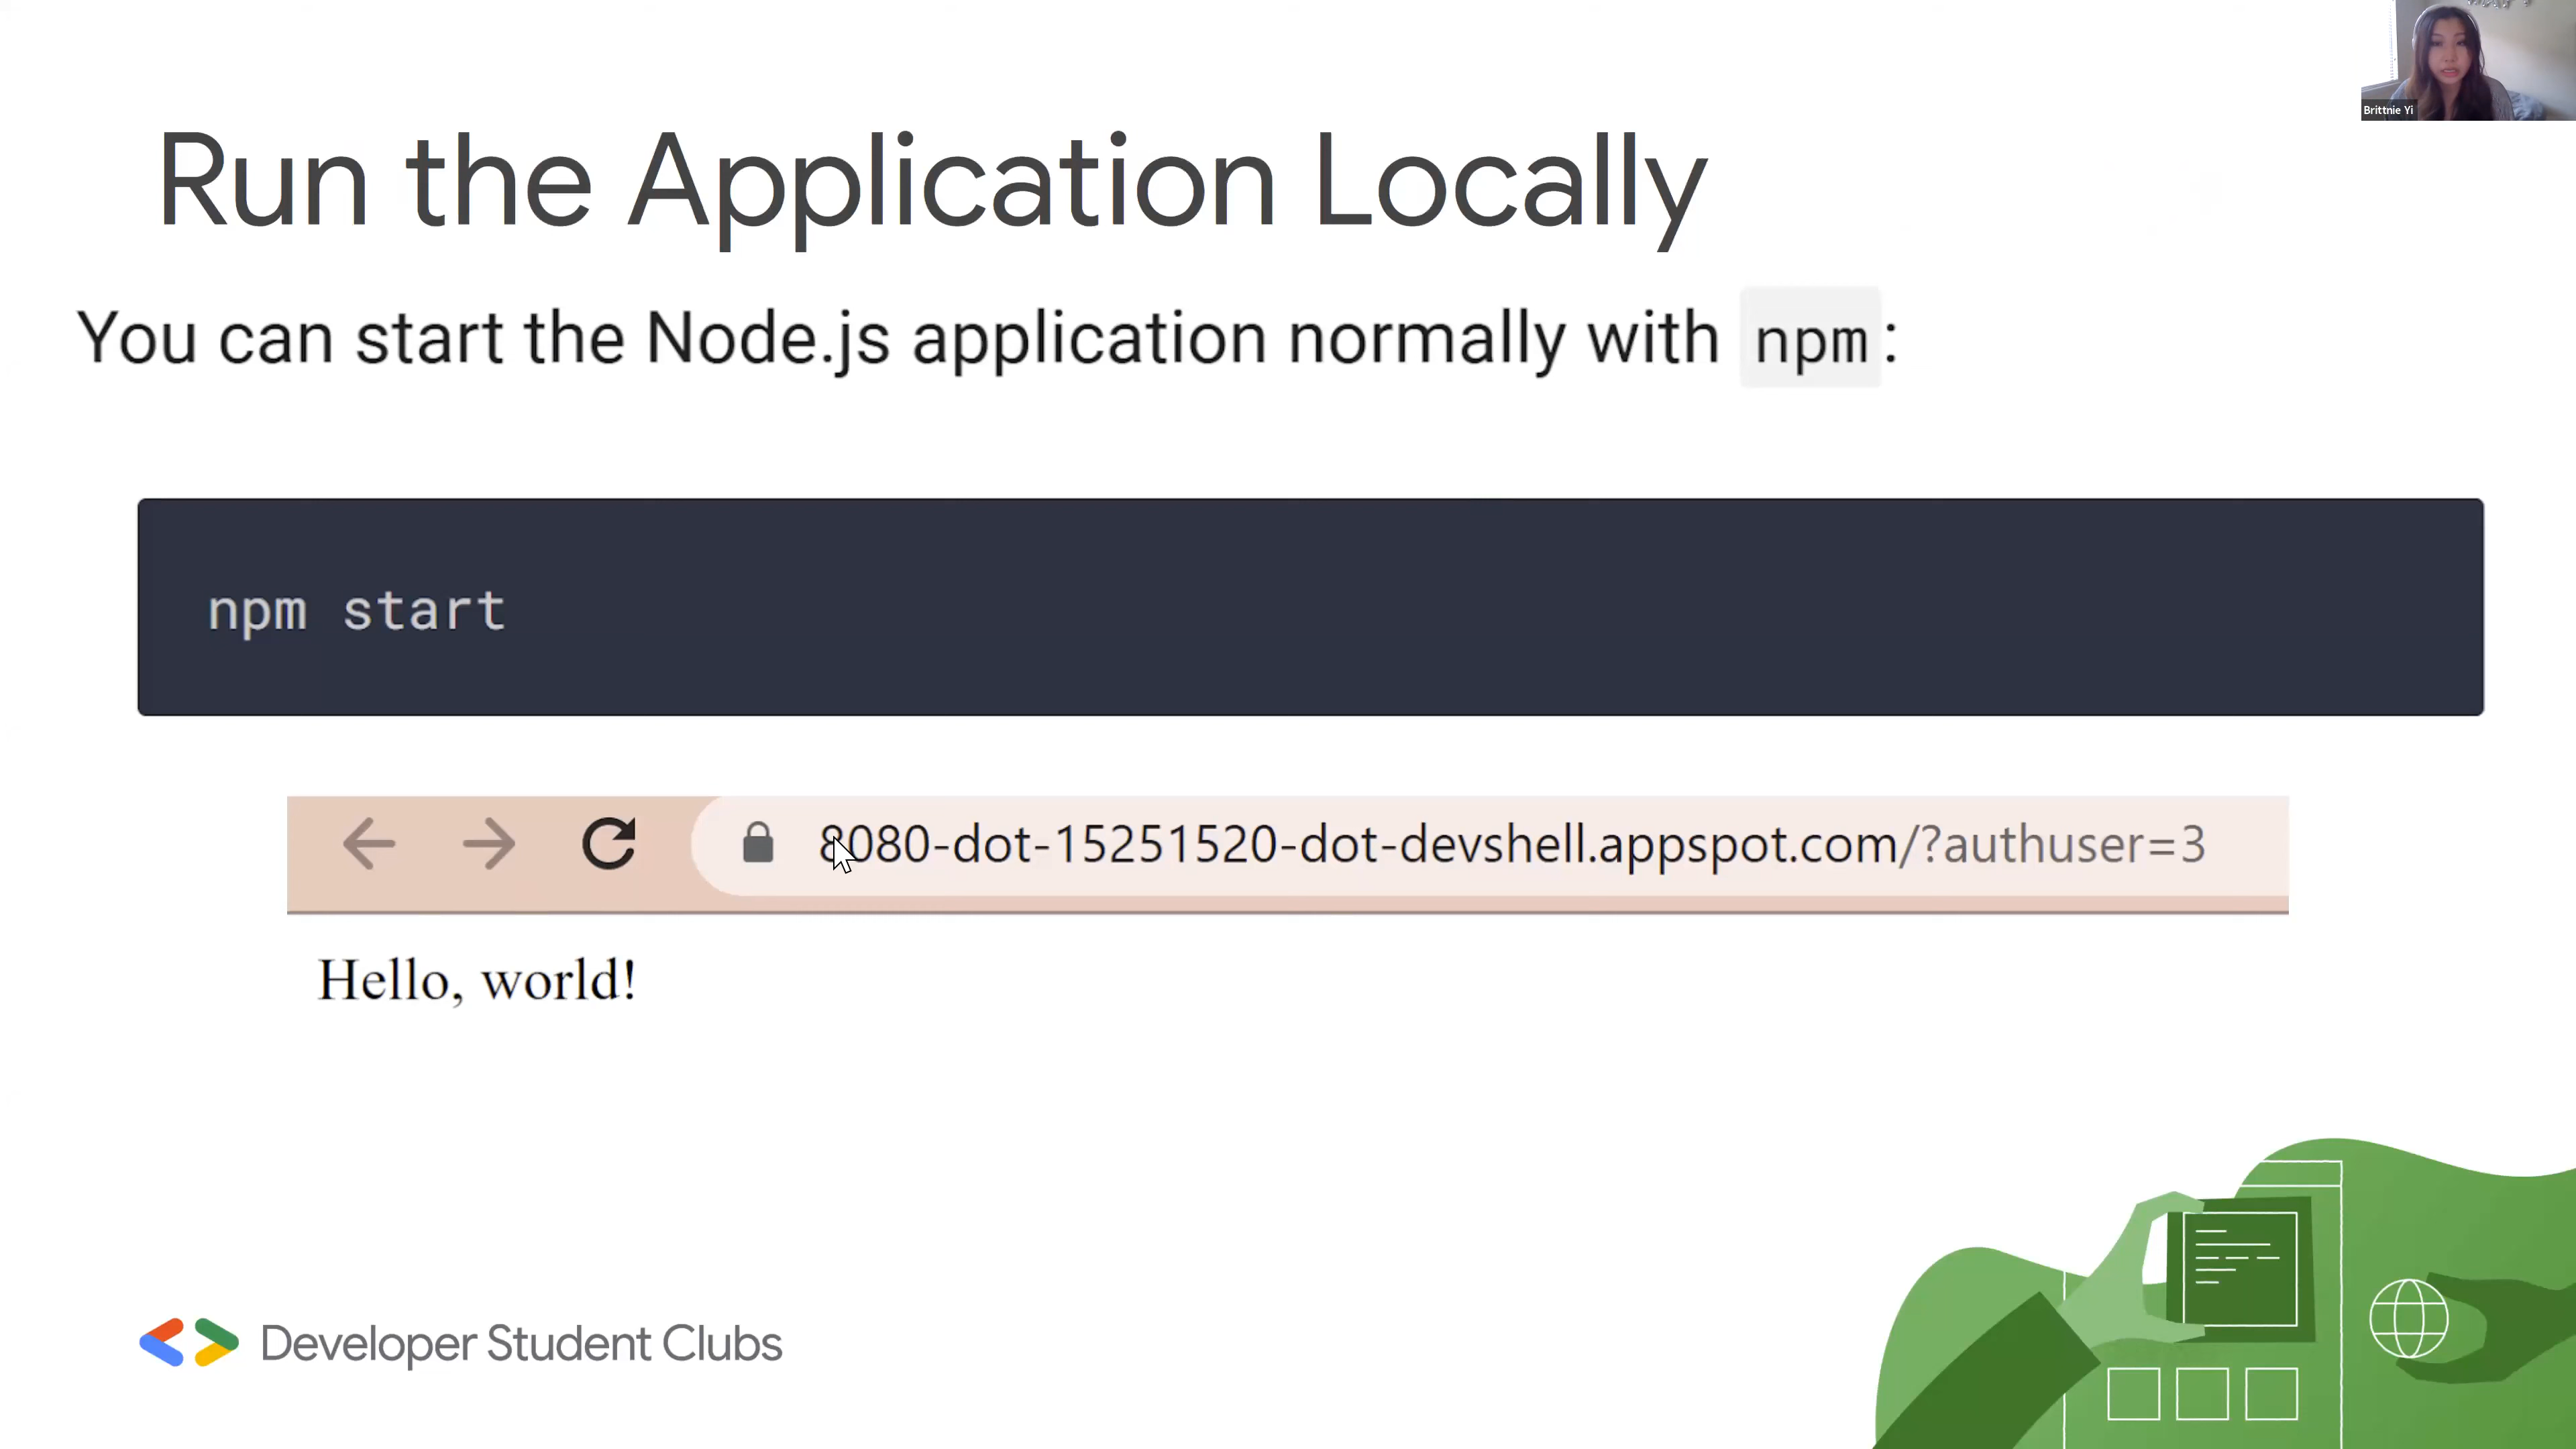 Brittnie Yi
Run the Application Locally
You can start the Node.js application normally with npm:
npm start
8080-dot-15251520-dot-devshell.appspot.com/?authuser=3
Hello, world!
Developer Student Clubs